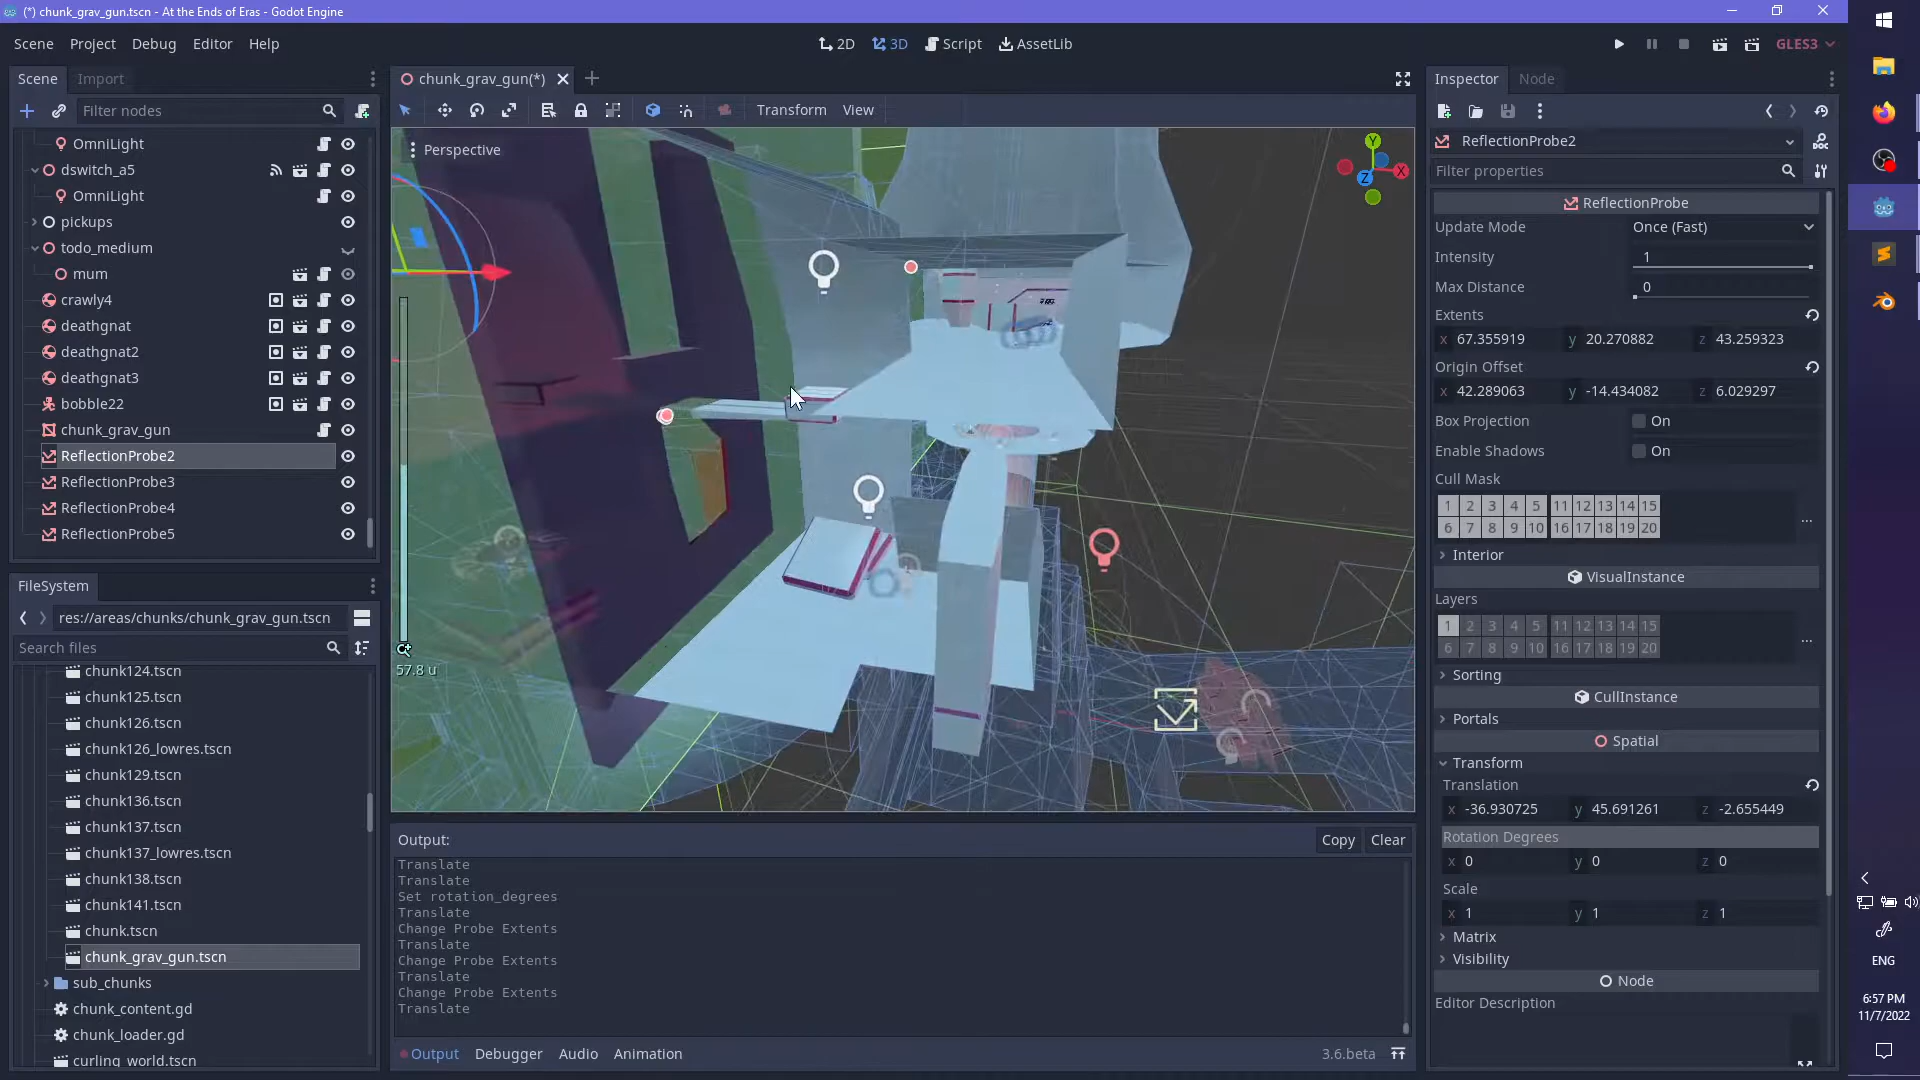 (*) chunk_grav_gun.tscn - At the Ends of Eras - Godot Engine
Scene Project Debug Editor Help
2D 3D Script AssetLib
GLES3
Scene Import
Filter nodes
OmniLight
dswitch_a5
OmniLight
pickups
todo_medium
mum
crawly4
deathgnat
deathgnat2
deathgnat3
bobble22
chunk_grav_gun
ReflectionProbe2
ReflectionProbe3
ReflectionProbe4
ReflectionProbe5
FileSystem
res://areas/chunks/chunk_grav_gun.tscn
Search files
chunk124.tscn
chunk125.tscn
chunk126.tscn
chunk126_lowres.tscn
chunk129.tscn
chunk136.tscn
chunk137.tscn
chunk137_lowres.tscn
chunk138.tscn
chunk141.tscn
chunk.tscn
chunk_grav_gun.tscn
sub_chunks
chunk_content.gd
chunk_loader.gd
curling_world.tscn
chunk_grav_gun(*)
Transform View
Perspective
Y
X
Z
57.8 u
Output:
Copy Clear
Translate
Translate
Set rotation_degrees
Translate
Change Probe Extents
Translate
Change Probe Extents
Translate
Change Probe Extents
Translate
Output Debugger Audio Animation
3.6.beta
Inspector Node
ReflectionProbe2
Filter properties
ReflectionProbe
Update Mode Once (Fast)
Intensity 1
Max Distance 0
Extents
x 67.355919 y 20.270882 z 43.259323
Origin Offset
x 42.289063 y -14.434082 z 6.029297
Box Projection On
Enable Shadows On
Cull Mask
1 2 3 4 5 11 12 13 14 15
6 7 8 9 10 16 17 18 19 20
...
Interior
VisualInstance
Layers
1 2 3 4 5 11 12 13 14 15
6 7 8 9 10 16 17 18 19 20
...
Sorting
CullInstance
Portals
Spatial
Transform
Translation
x -36.930725 y 45.691261 z -2.655449
Rotation Degrees
x 0 y 0 z 0
Scale
x 1 y 1 z 1
Matrix
Visibility
Node
Editor Description
ENG
6:57 PM
11/7/2022